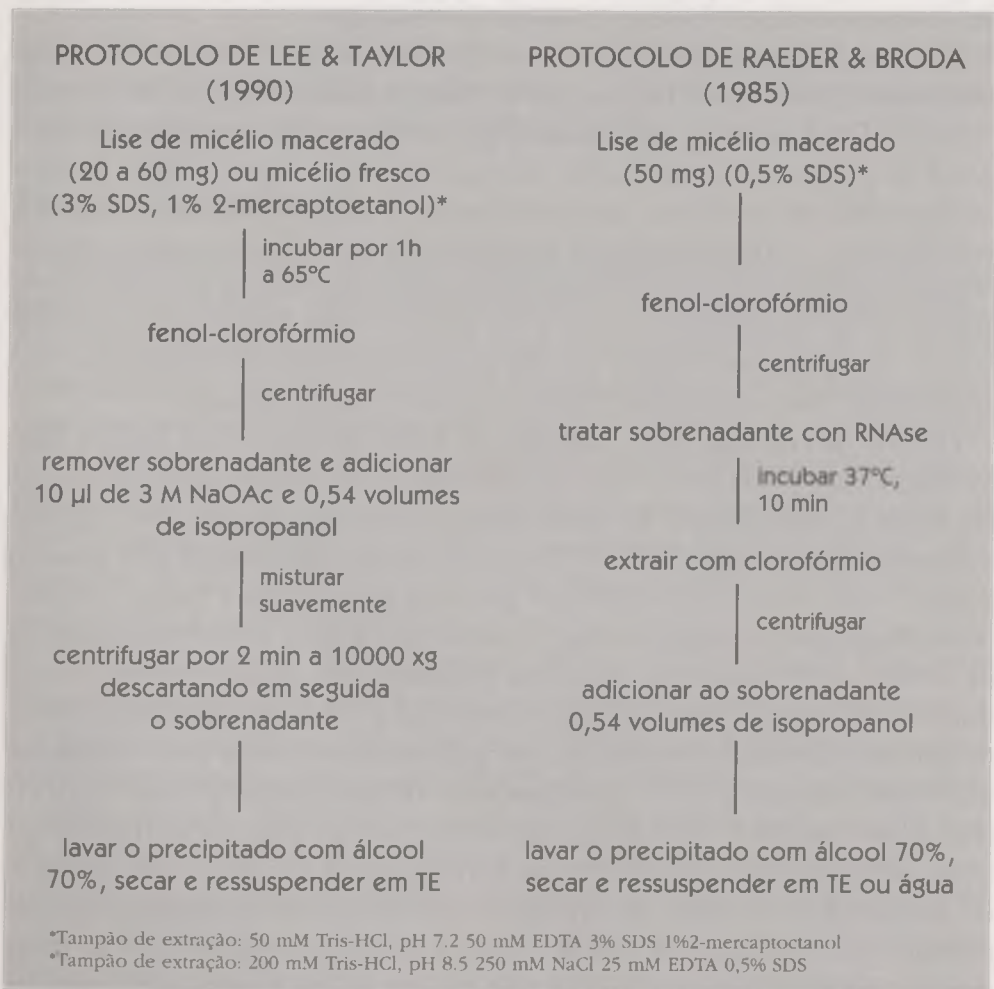 PROTOCOLO DE LEE & TAYLOR
(1990)
Lise de micélio macerado
(20 a 60 mg) ou micélio fresco
(3% SDS, 1% 2-mercaptoetanol)*
incubar por 1h
a 65ºC
fenol-clorofórmio
centrifugar
remover sobrenadante e adicionar
10 µl de 3 M NaOAc e 0,54 volumes
de isopropanol
misturar
suavemente
centrifugar por 2 min a 10000 xg
descartando em seguida
o sobrenadante
lavar o precipitado com álcool
70%, secar e ressuspender em TE
PROTOCOLO DE RAEDER & BRODA
(1985)
Lise de micélio macerado
(50 mg) (0,5% SDS)*
fenol-clorofórmio
centrifugar
tratar sobrenadante con RNAse
incubar 37ºC,
10 min
extrair com clorofórmio
centrifugar
adicionar ao sobrenadante
0,54 volumes de isopropanol
lavar o precipitado com álcool 70%,
secar e ressuspender em TE ou água
*Tampão de extração: 50 mM Tris-HCl, pH 7.2 50 mM EDTA 3% SDS 1%2-mercaptoctanol
*Tampão de extração: 200 mM Tris-HCl, pH 8.5 250 mM NaCl 25 mM EDTA 0,5% SDS